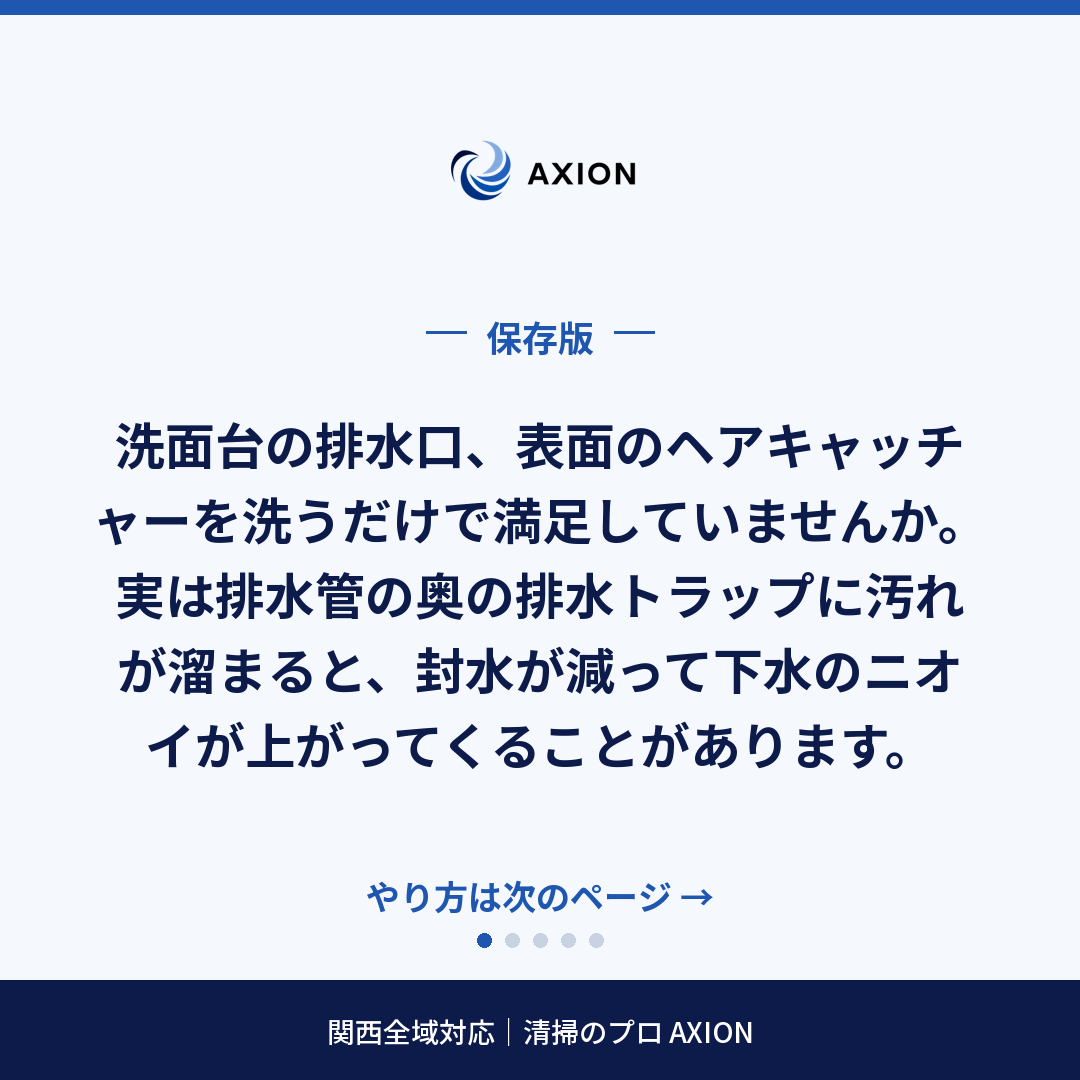 AXION
保存版
洗面台の排水口、表面のヘアキャッチ
ャーを洗うだけで満足していませんか。
実は排水管の奥の排水トラップに汚れ
が溜まると、封水が減って下水のニオ
イが上がってくることがあります。
やり方は次のページ →
関西全域対応｜清掃のプロ AXION